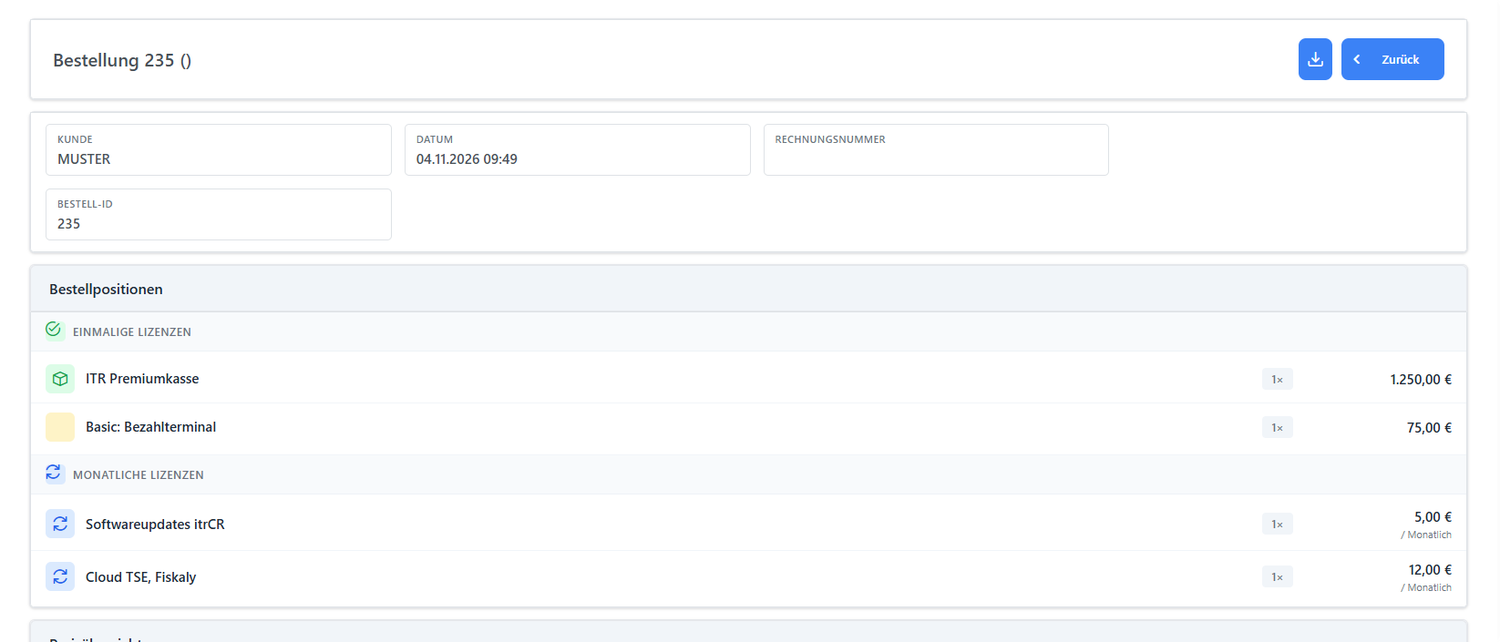 Bestellung 235 ()
Zurück
KUNDE
MUSTER
DATUM
04.11.2026 09:49
RECHNUNGSNUMMER
BESTELL-ID
235
Bestellpositionen
EINMALIGE LIZENZEN
ITR Premiumkasse
1×
1.250,00 €
Basic: Bezahlterminal
1×
75,00 €
MONATLICHE LIZENZEN
Softwareupdates itrCR
1×
5,00 €
/ Monatlich
Cloud TSE, Fiskaly
1×
12,00 €
/ Monatlich